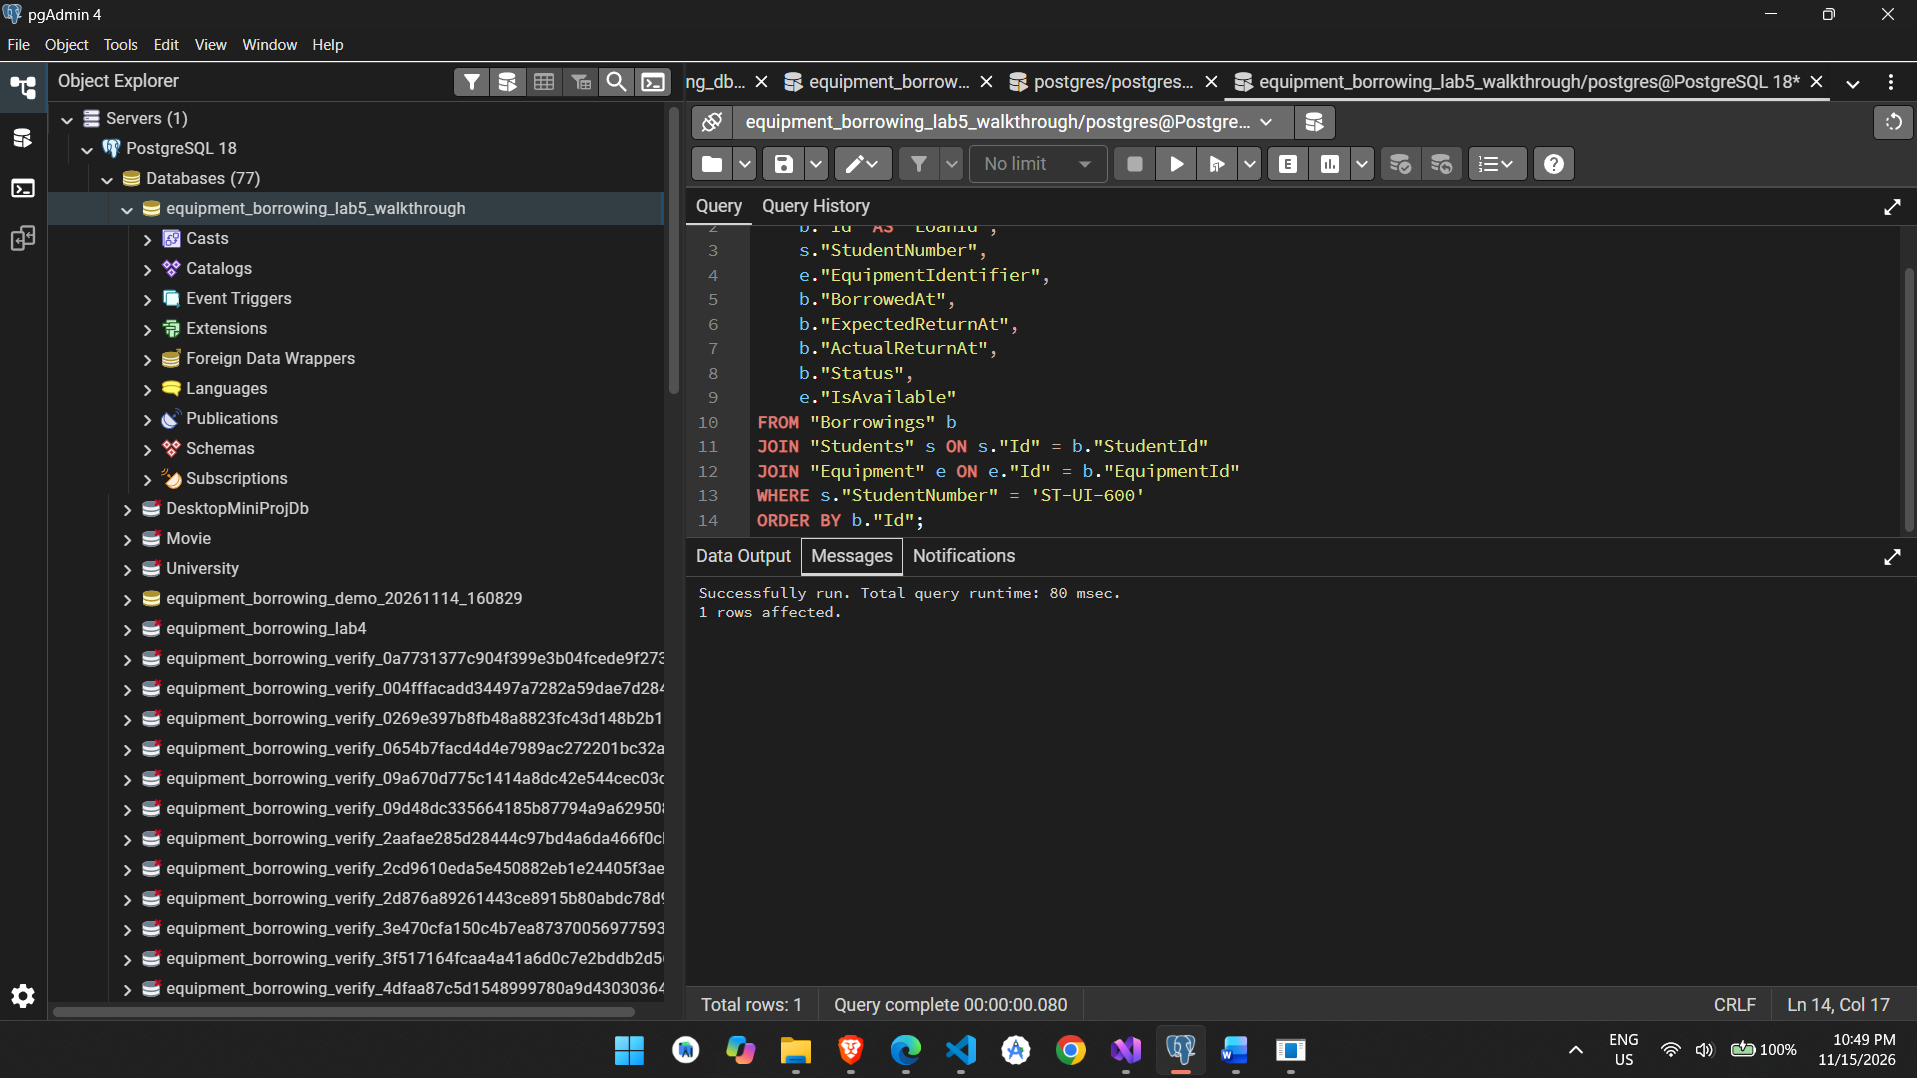 pgAdmin 4
File Object Tools Edit View Window Help
Object Explorer
Servers (1)
PostgreSQL 18
Databases (77)
equipment_borrowing_lab5_walkthrough
Casts
Catalogs
Event Triggers
Extensions
Foreign Data Wrappers
Languages
Publications
Schemas
Subscriptions
DesktopMiniProjDb
Movie
University
equipment_borrowing_demo_20261114_160829
equipment_borrowing_lab4
equipment_borrowing_verify_0a7731377c904f399e3b04fcede9f273
equipment_borrowing_verify_004fffacadd34497a7282a59dae7d284
equipment_borrowing_verify_0269e397b8fb48a8823fc43d148b2b1
equipment_borrowing_verify_0654b7facd4d4e7989ac272201bc32a
equipment_borrowing_verify_09a670d775c1414a8dc42e544cec03c
equipment_borrowing_verify_09d48dc335664185b87794a9a62950
equipment_borrowing_verify_2aafae285d28444c97bd4a6da466f0c
equipment_borrowing_verify_2cd9610eda5e450882eb1e24405f3ae
equipment_borrowing_verify_2d876a89261443ce8915b80abdc78d
equipment_borrowing_verify_3e470cfa150c4b7ea87370056977593
equipment_borrowing_verify_3f517164fcaa4a41a6d0c7e2bddb2d5
equipment_borrowing_verify_4dfaa87c5d1548999780a9d43030364
ng_db... equipment_borrow... postgres/postgres... equipment_borrowing_lab5_walkthrough/postgres@PostgreSQL 18*
equipment_borrowing_lab5_walkthrough/postgres@Postgre...
No limit
E
Query Query History
2 b."Id" AS "LoanId",
3 s."StudentNumber",
4 e."EquipmentIdentifier",
5 b."BorrowedAt",
6 b."ExpectedReturnAt",
7 b."ActualReturnAt",
8 b."Status",
9 e."IsAvailable"
10 FROM "Borrowings" b
11 JOIN "Students" s ON s."Id" = b."StudentId"
12 JOIN "Equipment" e ON e."Id" = b."EquipmentId"
13 WHERE s."StudentNumber" = 'ST-UI-600'
14 ORDER BY b."Id";
Data Output Messages Notifications
Successfully run. Total query runtime: 80 msec.
1 rows affected.
Total rows: 1 Query complete 00:00:00.080 CRLF Ln 14, Col 17
ENG
US
100%
10:49 PM
11/15/2026